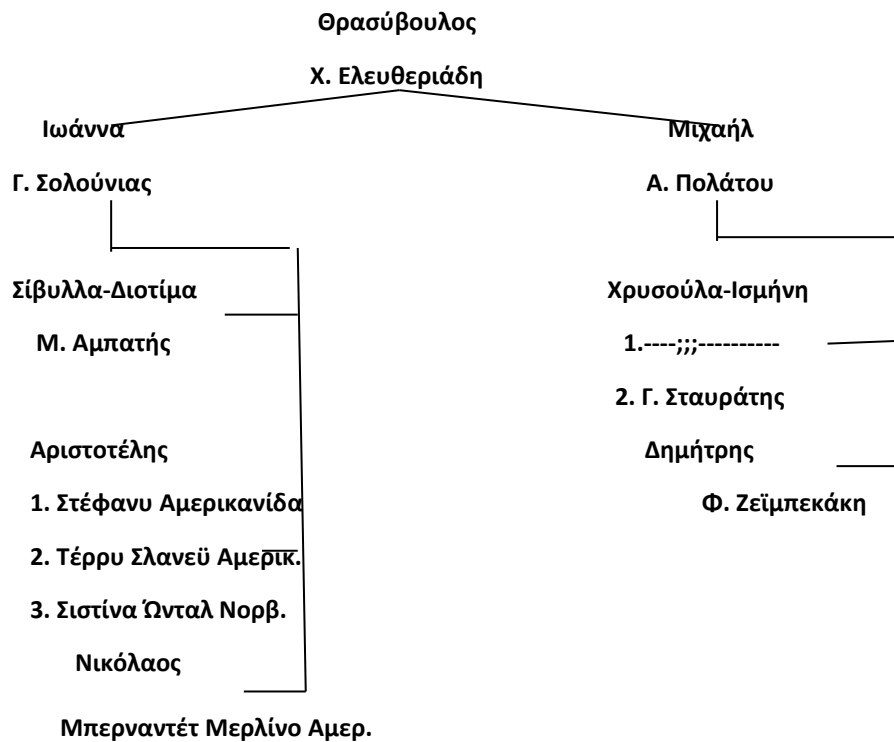 Θρασύβουλος
Χ. Ελευθεριάδη
Ιωάννα
Γ. Σολούνιας
Σίβυλλα-Διοτίμα
Μ. Αμπατής
Αριστοτέλης
1. Στέφανυ Αμερικανίδα
2. Τέρρυ Σλανεϋ Αμερικ.
3. Σιστίνα Ώνταλ Νορβ.
Νικόλαος
Μπερναντέτ Μερλίνο Αμερ.
Μιχαήλ
Α. Πολάτου
Χρυσούλα-Ισμήνη
1.----;;;----------
2. Γ. Σταυράτης
Δημήτρης
Φ. Ζεϊμπεκάκη